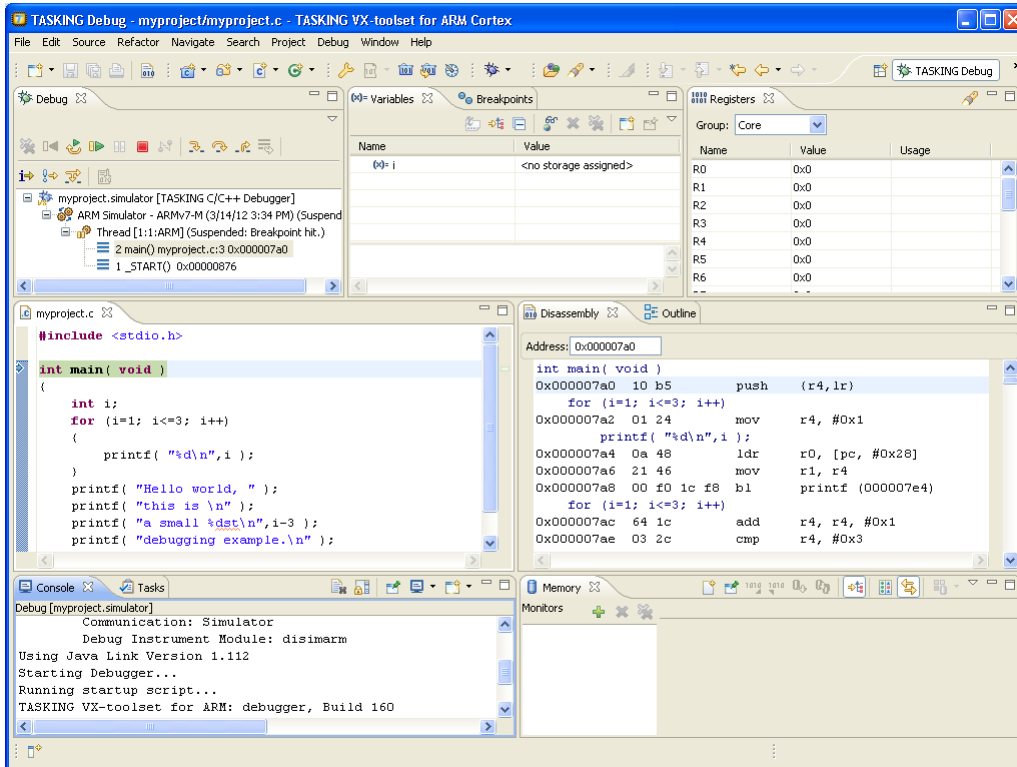 TASKING Debug - myproject/myproject.c - TASKING VX-toolset for ARM Cortex
File Edit Source Refactor Navigate Search Project Debug Window Help
TASKING Debug
Debug
(x)= Variables
Breakpoints
Name Value
(x)= i <no storage assigned>
1010 Registers
Group: Core
Name Value Usage
R0 0x0
R1 0x0
R2 0x0
R3 0x0
R4 0x0
R5 0x0
R6 0x0
myproject.simulator [TASKING C/C++ Debugger]
ARM Simulator - ARMv7-M (3/14/12 3:34 PM) (Suspend
Thread [1:1:ARM] (Suspended: Breakpoint hit.)
2 main() myproject.c:3 0x000007a0
1 _START() 0x00000876
myproject.c
#include <stdio.h>
int main( void )
{
int i;
for (i=1; i<=3; i++)
{
printf( "%d\n",i );
}
printf( "Hello world, " );
printf( "this is \n" );
printf( "a small %dst\n",i-3 );
printf( "debugging example.\n" );
Disassembly
Outline
Address: 0x000007a0
int main( void )
0x000007a0 10 b5 push {r4,lr}
for (i=1; i<=3; i++)
0x000007a2 01 24 mov r4, #0x1
printf( "%d\n",i );
0x000007a4 0a 48 ldr r0, [pc, #0x28]
0x000007a6 21 46 mov r1, r4
0x000007a8 00 f0 1c f8 bl printf (000007e4)
for (i=1; i<=3; i++)
0x000007ac 64 1c add r4, r4, #0x1
0x000007ae 03 2c cmp r4, #0x3
Console
Tasks
Debug [myproject.simulator]
Communication: Simulator
Debug Instrument Module: disimarm
Using Java Link Version 1.112
Starting Debugger...
Running startup script...
TASKING VX-toolset for ARM: debugger, Build 160
Memory
Monitors